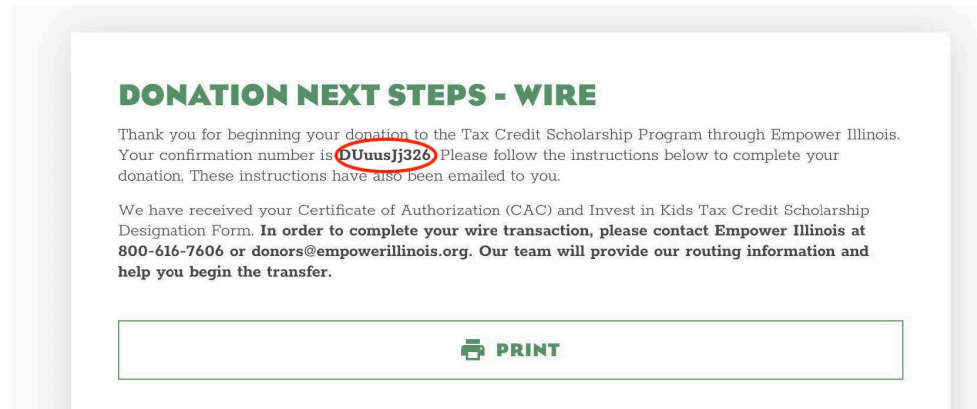 DONATION NEXT STEPS - WIRE
Thank you for beginning your donation to the Tax Credit Scholarship Program through Empower Illinois.
Your confirmation number is DUuusJj326. Please follow the instructions below to complete your
donation. These instructions have also been emailed to you.
We have received your Certificate of Authorization (CAC) and Invest in Kids Tax Credit Scholarship
Designation Form. In order to complete your wire transaction, please contact Empower Illinois at
800-616-7606 or donors@empowerillinois.org. Our team will provide our routing information and
help you begin the transfer.
PRINT